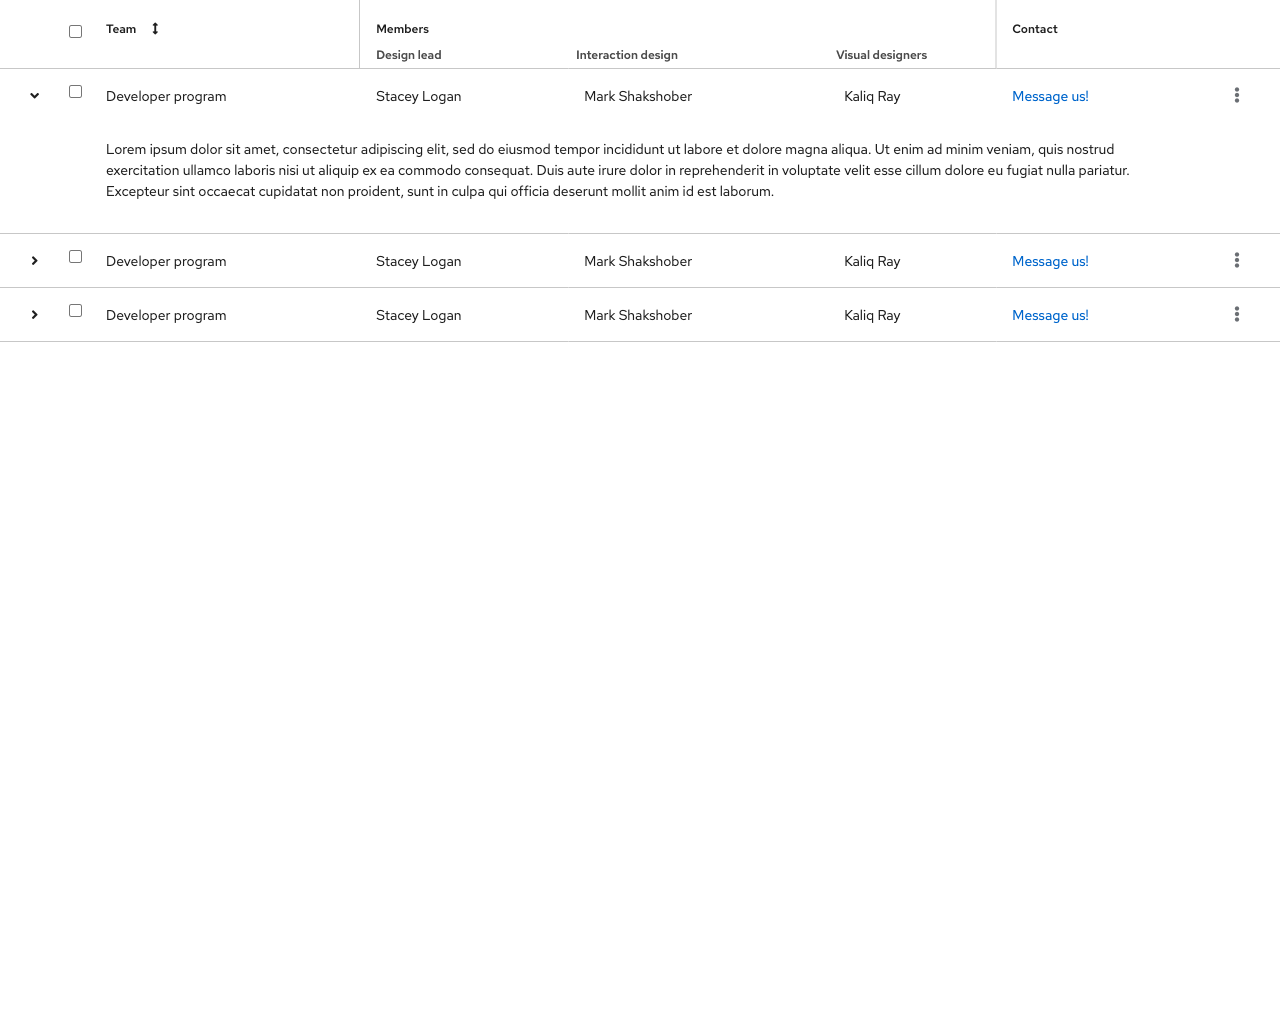 Team Members Contact
Design lead Interaction design Visual designers
Developer program Stacey Logan Mark Shakshober Kaliq Ray Message us!
Lorem ipsum dolor sit amet, consectetur adipiscing elit, sed do eiusmod tempor incididunt ut labore et dolore magna aliqua. Ut enim ad minim veniam, quis nostrud
exercitation ullamco laboris nisi ut aliquip ex ea commodo consequat. Duis aute irure dolor in reprehenderit in voluptate velit esse cillum dolore eu fugiat nulla pariatur.
Excepteur sint occaecat cupidatat non proident, sunt in culpa qui officia deserunt mollit anim id est laborum.
Developer program Stacey Logan Mark Shakshober Kaliq Ray Message us!
Developer program Stacey Logan Mark Shakshober Kaliq Ray Message us!